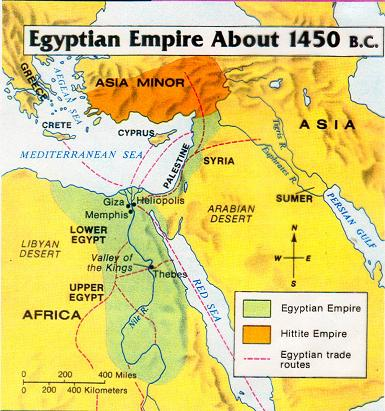 Egyptian Empire About 1450 B.C.
GREECE
AEGEAN SEA
ASIA MINOR
CRETE
CYPRUS
MEDITERRANEAN SEA
PALESTINE
SYRIA
ASIA
Tigris R.
Euphrates R.
SUMER
PERSIAN GULF
ARABIAN
DESERT
Giza
Heliopolis
Memphis
LOWER
EGYPT
LIBYAN
DESERT
Valley of
the Kings
Thebes
UPPER
EGYPT
AFRICA
Nile R.
RED SEA
N
W
E
S
Egyptian Empire
Hittite Empire
Egyptian trade
routes
0 200 400 Miles
0 200 400 Kilometers